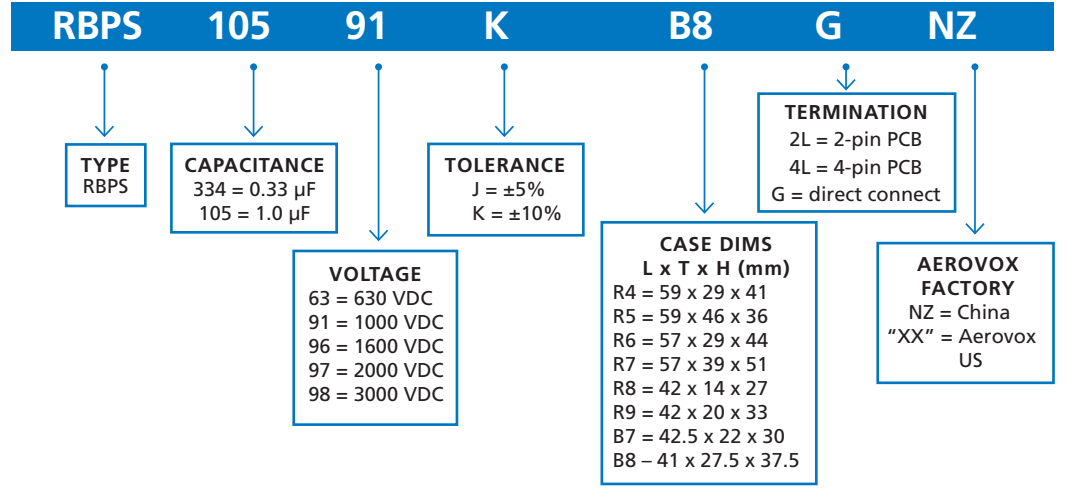 RBPS 105 91 K B8 G NZ
TYPE
RBPS
CAPACITANCE
334 = 0.33 µF
105 = 1.0 µF
VOLTAGE
63 = 630 VDC
91 = 1000 VDC
96 = 1600 VDC
97 = 2000 VDC
98 = 3000 VDC
TOLERANCE
J = ±5%
K = ±10%
CASE DIMS
L x T x H (mm)
R4 = 59 x 29 x 41
R5 = 59 x 46 x 36
R6 = 57 x 29 x 44
R7 = 57 x 39 x 51
R8 = 42 x 14 x 27
R9 = 42 x 20 x 33
B7 = 42.5 x 22 x 30
B8 – 41 x 27.5 x 37.5
TERMINATION
2L = 2-pin PCB
4L = 4-pin PCB
G = direct connect
AEROVOX
FACTORY
NZ = China
“XX” = Aerovox
US